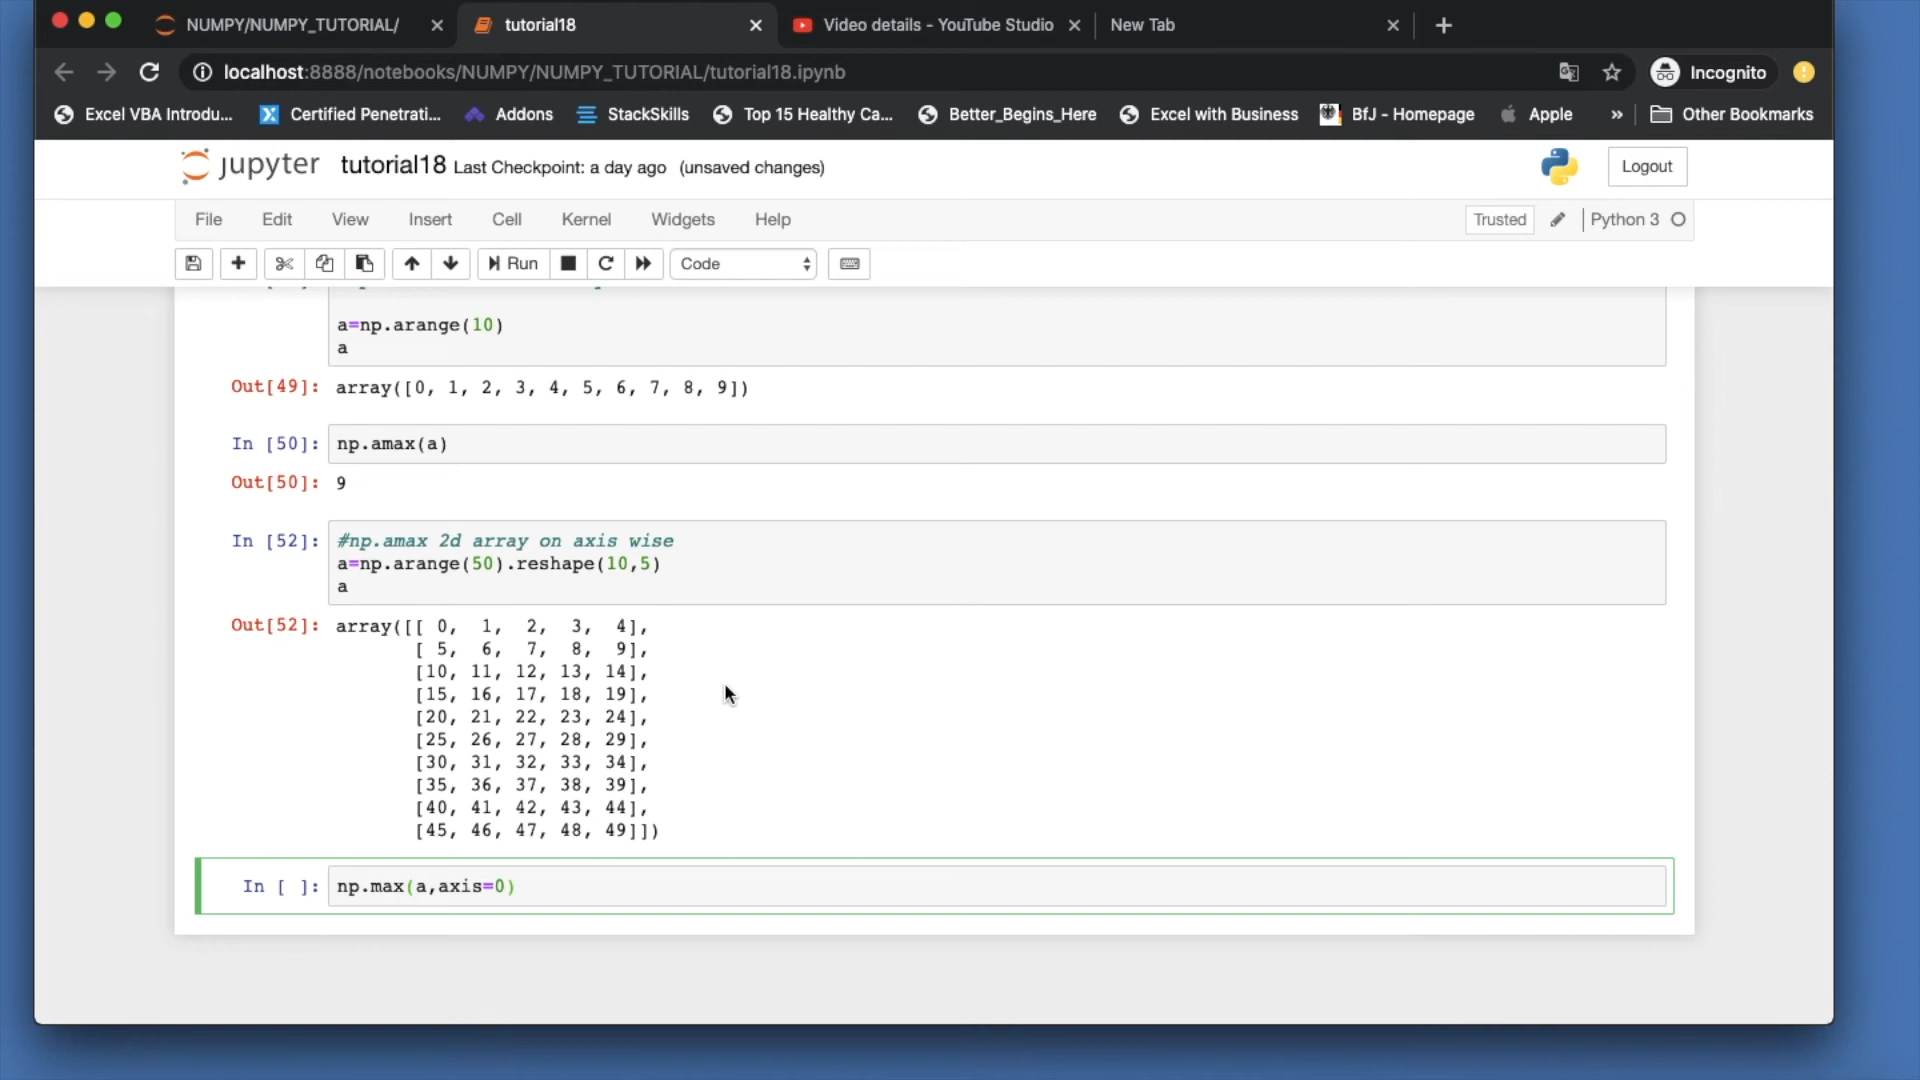 NUMPY/NUMPY_TUTORIAL/
tutorial18
Video details - YouTube Studio
New Tab
localhost:8888/notebooks/NUMPY/NUMPY_TUTORIAL/tutorial18.ipynb
Incognito
Excel VBA Introdu...
Certified Penetrati...
Addons
StackSkills
Top 15 Healthy Ca...
Better_Begins_Here
Excel with Business
BfJ - Homepage
Apple
»
Other Bookmarks
jupyter tutorial18 Last Checkpoint: a day ago (unsaved changes)
Logout
File Edit View Insert Cell Kernel Widgets Help
Trusted
Python 3
Run
Code
a=np.arange(10)
a
Out[49]: array([0, 1, 2, 3, 4, 5, 6, 7, 8, 9])
In [50]: np.amax(a)
Out[50]: 9
In [52]: #np.amax 2d array on axis wise
a=np.arange(50).reshape(10,5)
a
Out[52]: array([[ 0, 1, 2, 3, 4],
[ 5, 6, 7, 8, 9],
[10, 11, 12, 13, 14],
[15, 16, 17, 18, 19],
[20, 21, 22, 23, 24],
[25, 26, 27, 28, 29],
[30, 31, 32, 33, 34],
[35, 36, 37, 38, 39],
[40, 41, 42, 43, 44],
[45, 46, 47, 48, 49]])
In [ ]: np.max(a,axis=0)